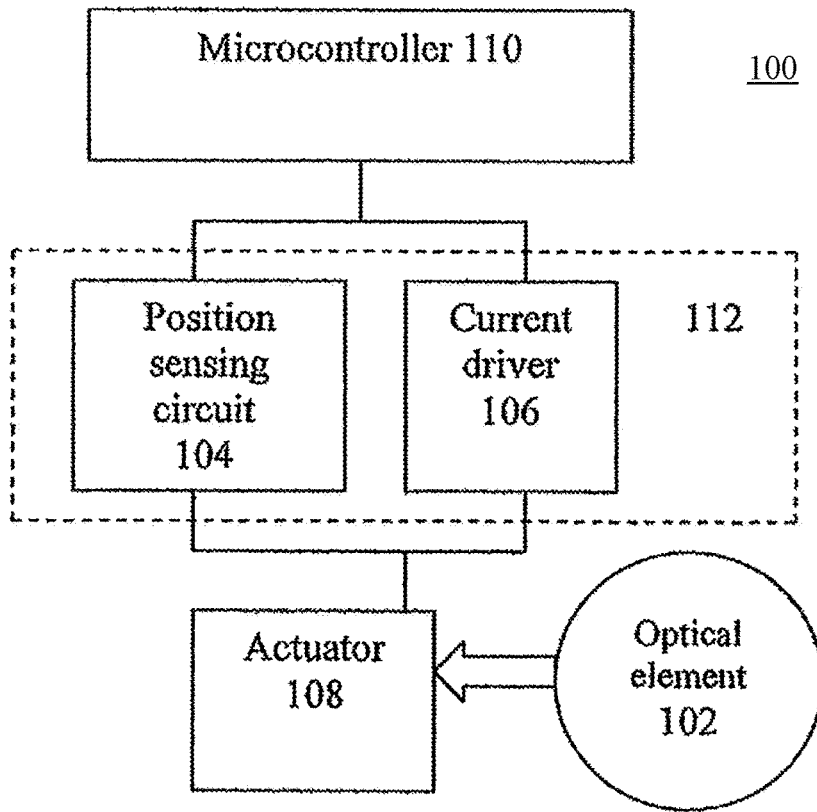 Microcontroller 110
100
Position
sensing
circuit
104
Current
driver
106
112
Actuator
108
Optical
element
102